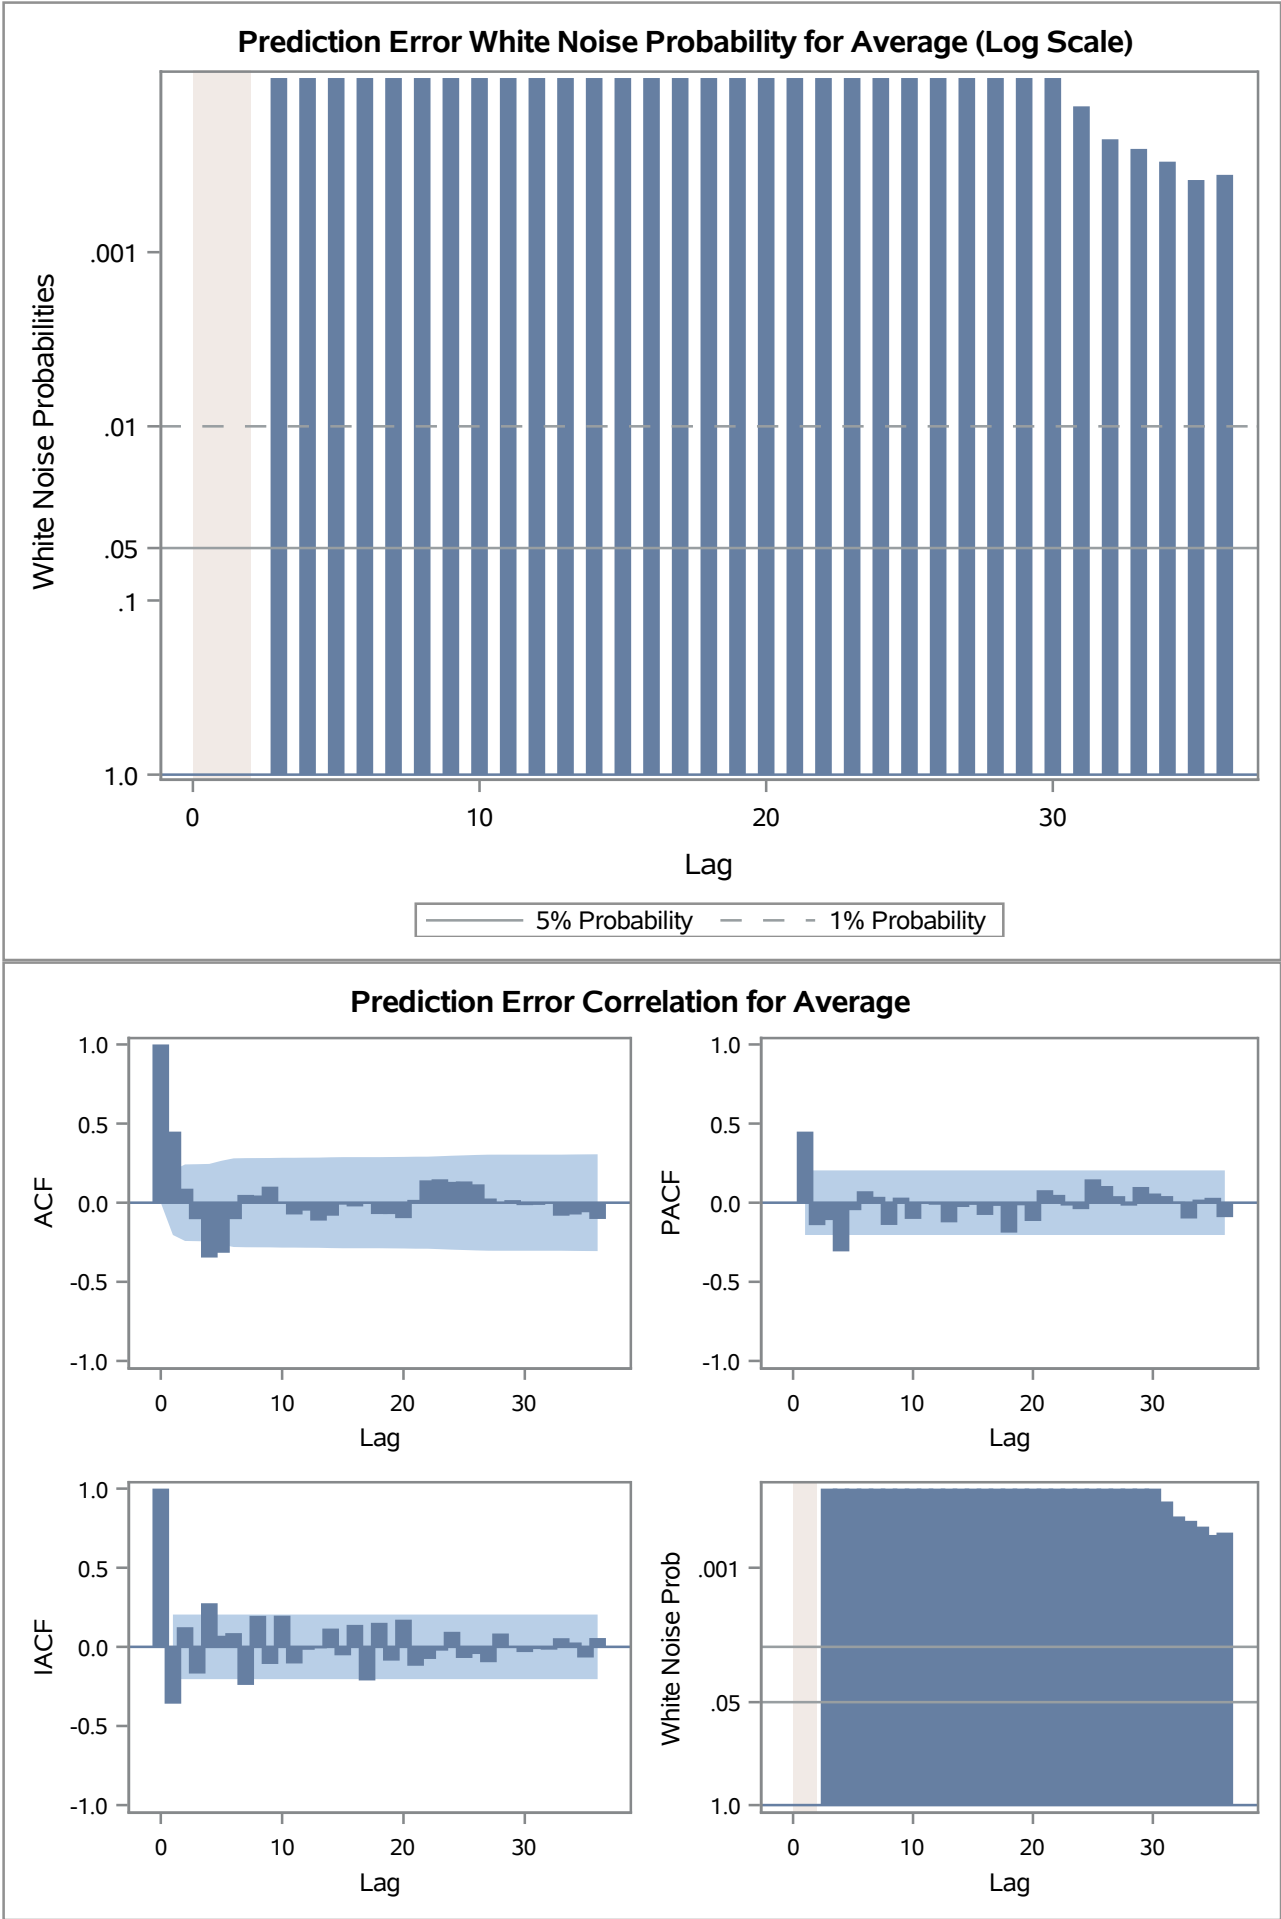 Prediction Error White Noise Probability for Average (Log Scale)
White Noise Probabilities
.001
.01
.05
.1
1.0
0 10 20 30
Lag
5% Probability 1% Probability
Prediction Error Correlation for Average
ACF
1.0
0.5
0.0
-0.5
-1.0
0 10 20 30
Lag
PACF
1.0
0.5
0.0
-0.5
-1.0
0 10 20 30
Lag
IACF
1.0
0.5
0.0
-0.5
-1.0
0 10 20 30
Lag
White Noise Prob
.001
.05
1.0
0 10 20 30
Lag